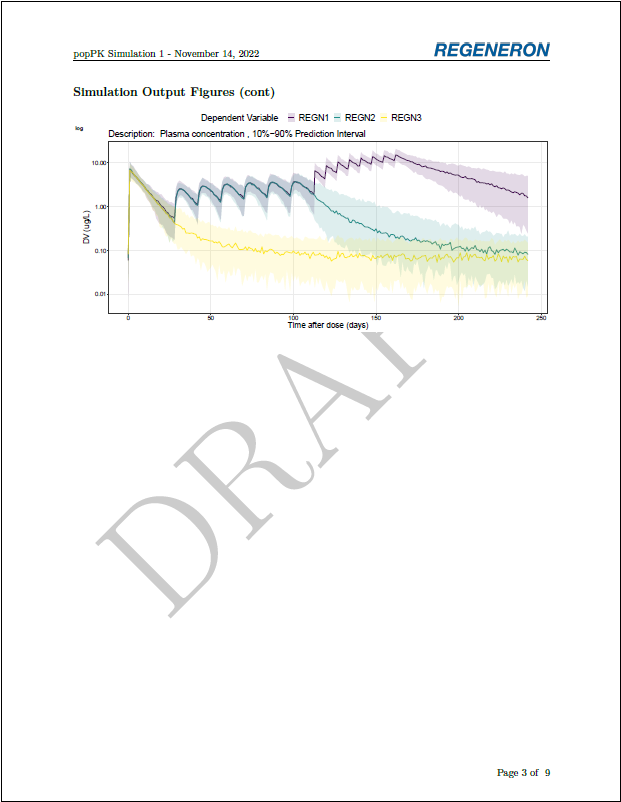 popPK Simulation 1 - November 14, 2022
REGENERON
Simulation Output Figures (cont)
Dependent Variable REGN1 REGN2 REGN3
log
Description: Plasma concentration , 10%−90% Prediction Interval
10.00
1.00
0.10
0.01
DV (ug/L)
0 50 100 150 200 250
Time after dose (days)
DRAF
Page 3 of 9